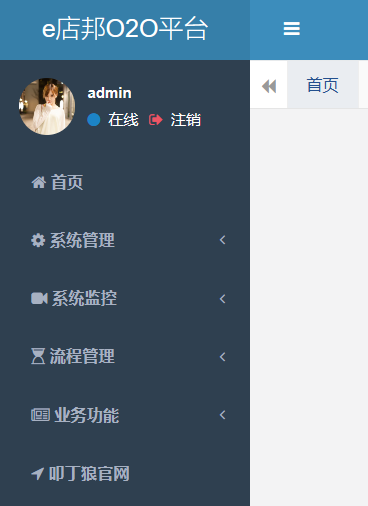 e店邦O2O平台
admin
在线 注销
首页
首页
系统管理
系统监控
流程管理
业务功能
叩丁狼官网